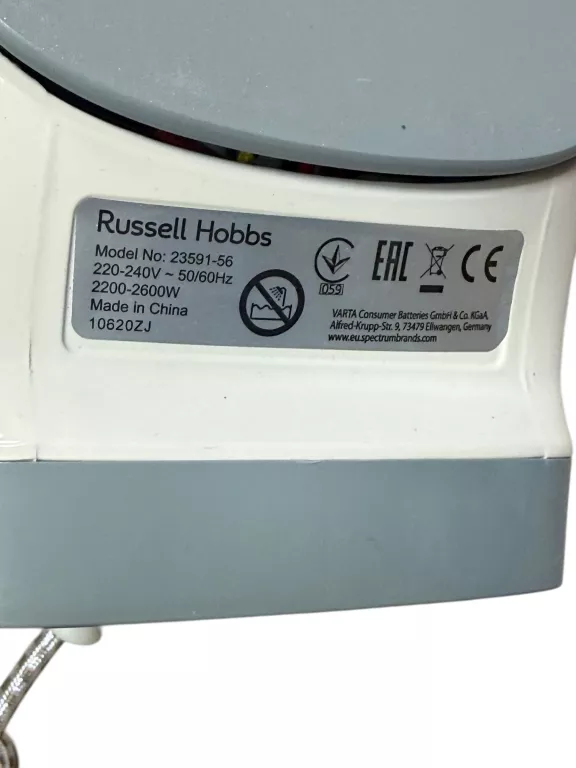 Russell Hobbs
Model No: 23591-56
220-240V ~ 50/60Hz
2200-2600W
Made in China
10620ZJ
059
EAC
CE
VARTA Consumer Batteries GmbH & Co. KGaA,
Alfred-Krupp-Str. 9, 73479 Ellwangen, Germany
www.eu.spectrumbrands.com